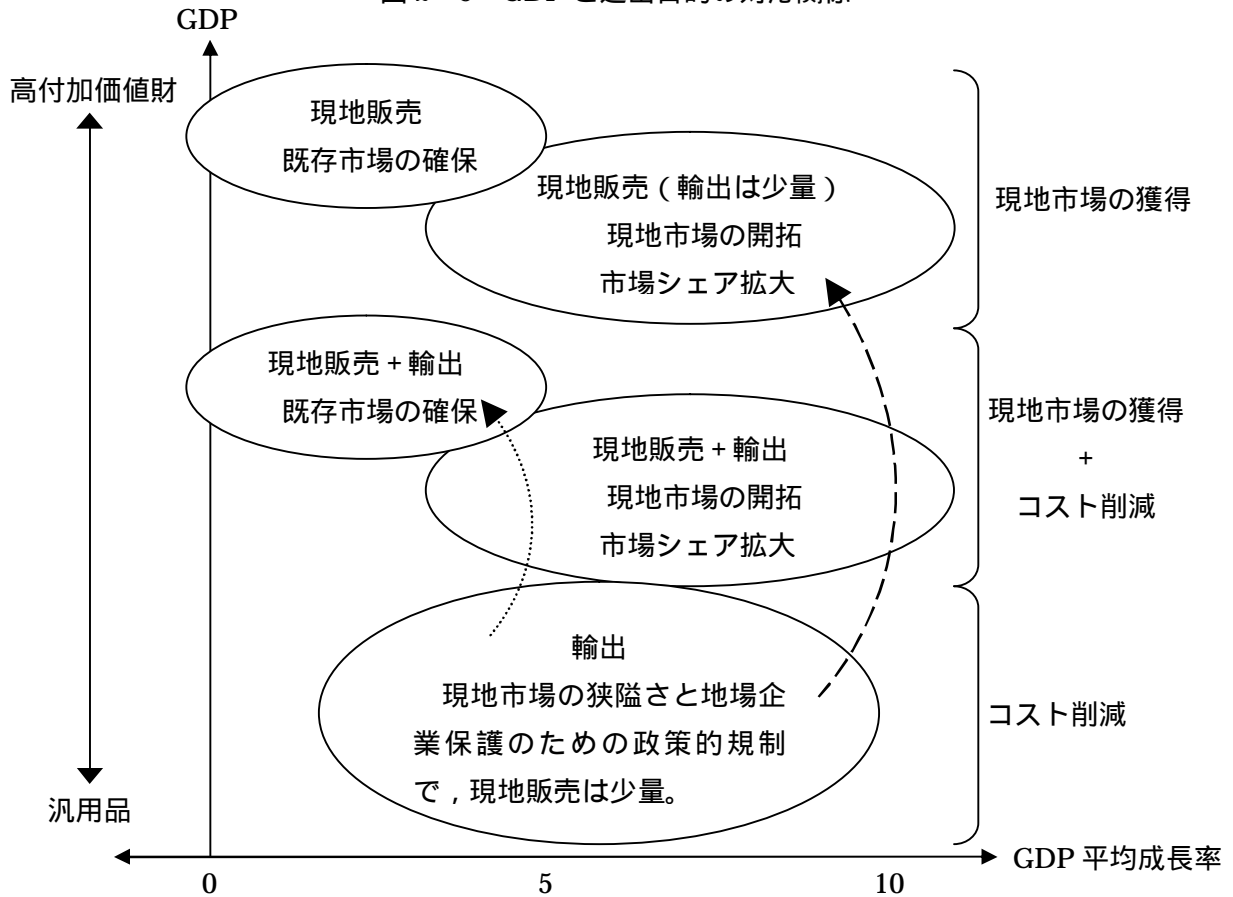 GDP
高付加価値財
現地販売
既存市場の確保
現地販売（輸出は少量）
現地市場の開拓
市場シェア拡大
現地市場の獲得
現地販売+輸出
既存市場の確保
現地販売+輸出
現地市場の開拓
市場シェア拡大
現地市場の獲得
+
コスト削減
輸出
現地市場の狭隘さと地場企
業保護のための政策的規制
で，現地販売は少量。
コスト削減
汎用品
GDP 平均成長率
0 5 10